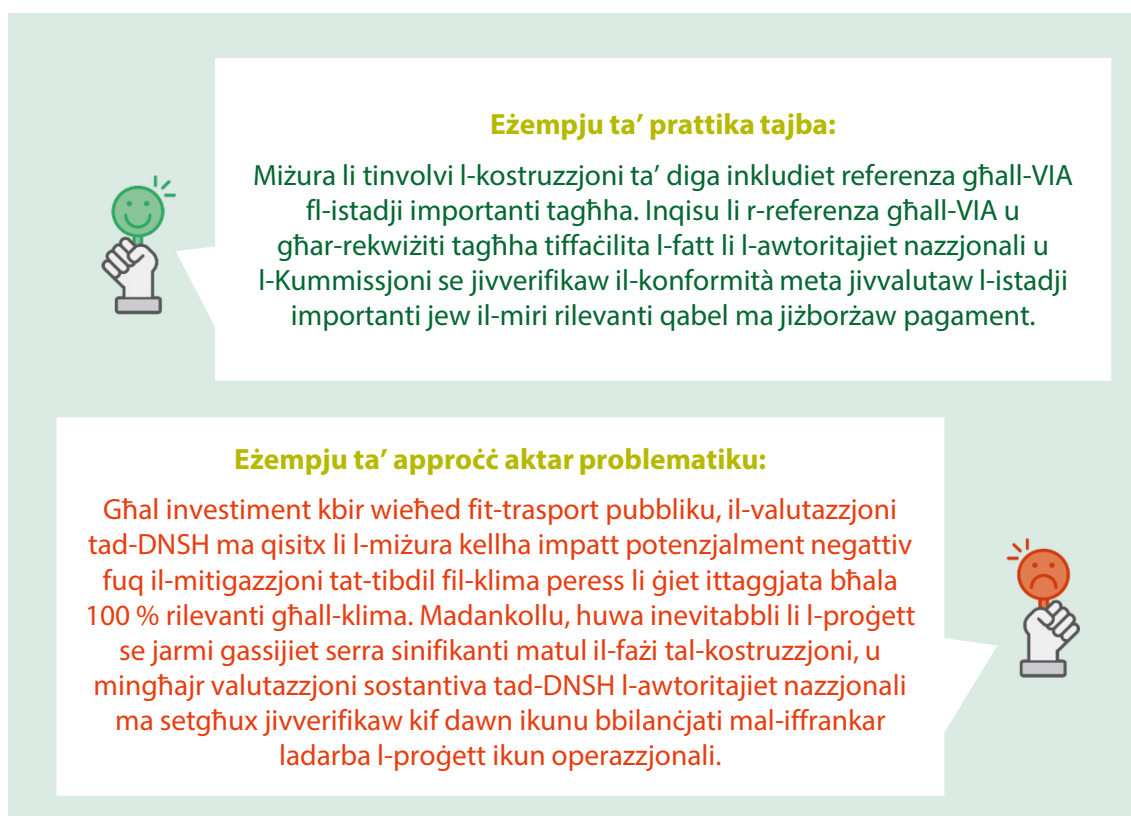 Eżempju ta’ prattika tajba:
Miżura li tinvolvi l-kostruzzjoni ta’ diga inkludiet referenza għall-VIA
fl-istadji importanti tagħha. Inqisu li r-referenza għall-VIA u
għar-rekwiżiti tagħha tiffaċilita l-fatt li l-awtoritajiet nazzjonali u
l-Kummissjoni se jivverifikaw il-konformità meta jivvalutaw l-istadji
importanti jew il-miri rilevanti qabel ma jiżborżaw pagament.
Eżempju ta’ approċċ aktar problematiku:
Għal investiment kbir wieħed fit-trasport pubbliku, il-valutazzjoni
tad-DNSH ma qisitx li l-miżura kellha impatt potenzjalment negattiv
fuq il-mitigazzjoni tat-tibdil fil-klima peress li ġiet ittaggjata bħala
100 % rilevanti għall-klima. Madankollu, huwa inevitabbli li l-proġett
se jarmi gassijiet serra sinifikanti matul il-fażi tal-kostruzzjoni, u
mingħajr valutazzjoni sostantiva tad-DNSH l-awtoritajiet nazzjonali
ma setgħux jivverifikaw kif dawn ikunu bbilanċjati mal-iffrankar
ladarba l-proġett ikun operazzjonali.